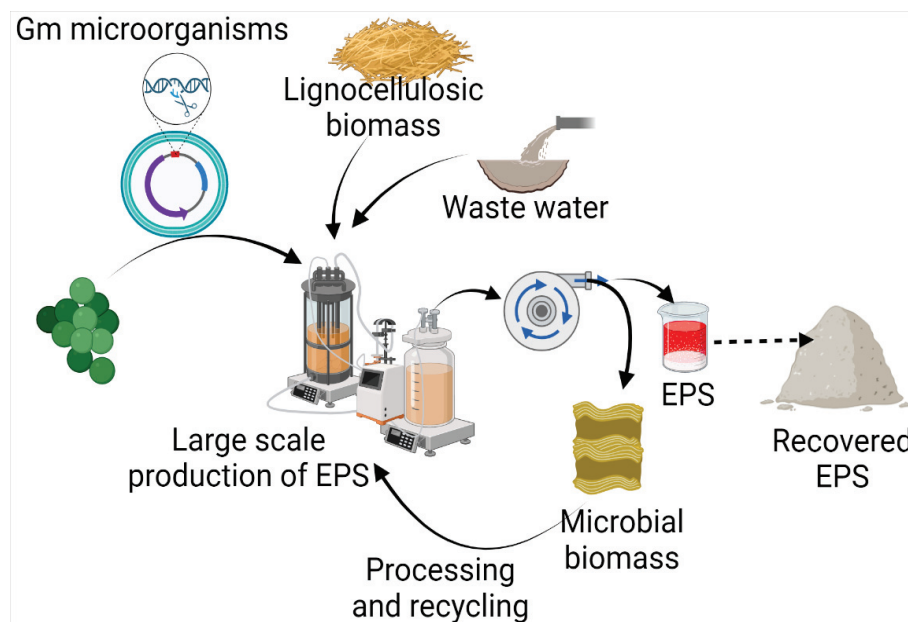 Gm microorganisms
Lignocellulosic
biomass
Waste water
EPS
Large scale
production of EPS
Recovered
EPS
Microbial
biomass
Processing
and recycling